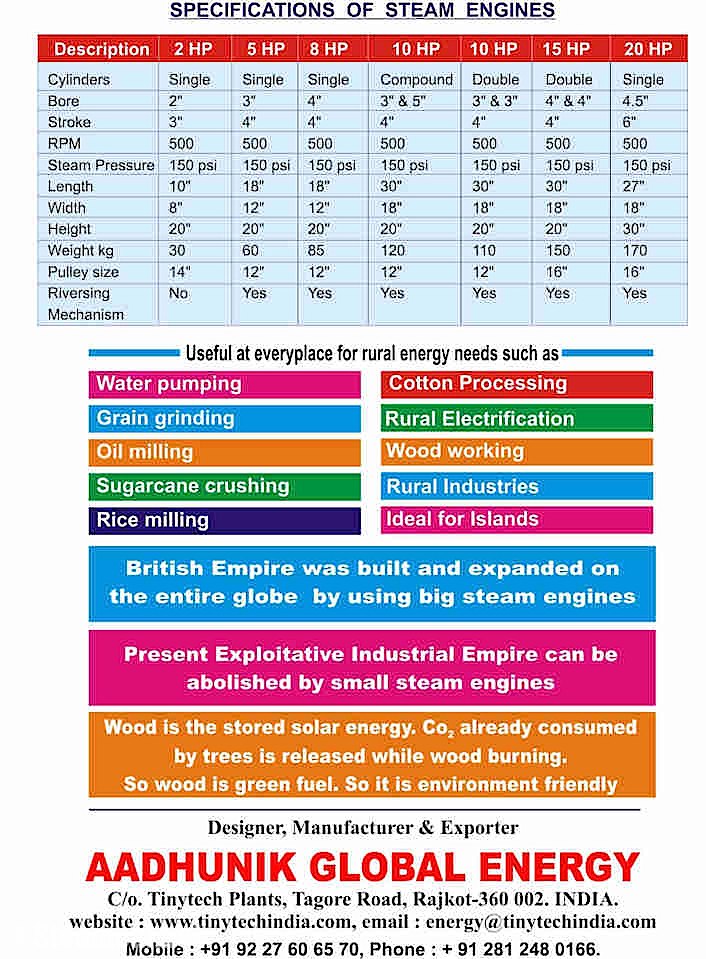 SPECIFICATIONS OF STEAM ENGINES
Description 2 HP 5 HP 8 HP 10 HP 10 HP 15 HP 20 HP
Cylinders Single Single Single Compound Double Double Single
Bore 2" 3" 4" 3" & 5" 3" & 3" 4" & 4" 4.5"
Stroke 3" 4" 4" 4" 4" 4" 6"
RPM 500 500 500 500 500 500 500
Steam Pressure 150 psi 150 psi 150 psi 150 psi 150 psi 150 psi 150 psi
Length 10" 18" 18" 30" 30" 30" 27"
Width 8" 12" 12" 18" 18" 18" 18"
Height 20" 20" 20" 20" 20" 20" 30"
Weight kg 30 60 85 120 110 150 170
Pulley size 14" 12" 12" 12" 12" 16" 16"
Riversing No Yes Yes Yes Yes Yes Yes
Mechanism
Useful at everyplace for rural energy needs such as
Water pumping Cotton Processing
Grain grinding Rural Electrification
Oil milling Wood working
Sugarcane crushing Rural Industries
Rice milling Ideal for Islands
British Empire was built and expanded on
the entire globe by using big steam engines
Present Exploitative Industrial Empire can be
abolished by small steam engines
Wood is the stored solar energy. Co₂ already consumed
by trees is released while wood burning.
So wood is green fuel. So it is environment friendly
Designer, Manufacturer & Exporter
AADHUNIK GLOBAL ENERGY
C/o. Tinytech Plants, Tagore Road, Rajkot-360 002. INDIA.
website : www.tinytechindia.com, email : energy@tinytechindia.com
Mobile : +91 92 27 60 65 70, Phone : + 91 281 248 0166.